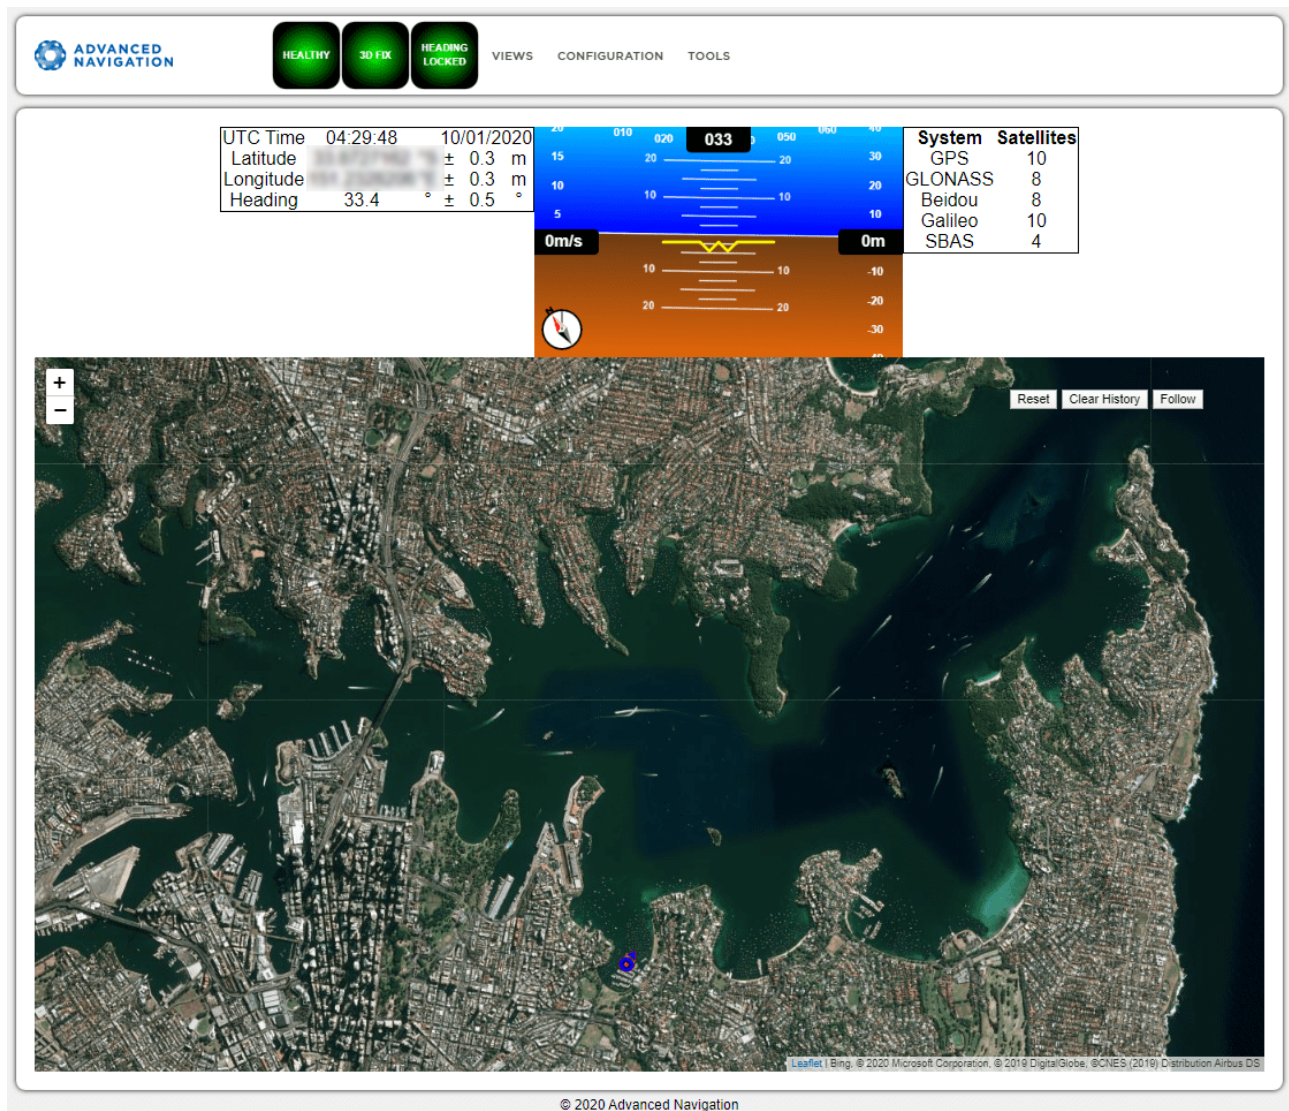 ADVANCED
NAVIGATION
HEALTHY
3D FIX
HEADING
LOCKED
VIEWS CONFIGURATION TOOLS
UTC Time 04:29:48 10/01/2020
Latitude ± 0.3 m
Longitude ± 0.3 m
Heading 33.4 ° ± 0.5 °
20 010 020 033 050 060 40
15 20 20 30
10 10 10 20
5 10
0m/s 0m
10 10 -10
20 20 -20
N -30
System Satellites
GPS 10
GLONASS 8
Beidou 8
Galileo 10
SBAS 4
+
−
Reset Clear History Follow
Leaflet | Bing, © 2020 Microsoft Corporation, © 2019 DigitalGlobe, ©CNES (2019) Distribution Airbus DS
© 2020 Advanced Navigation